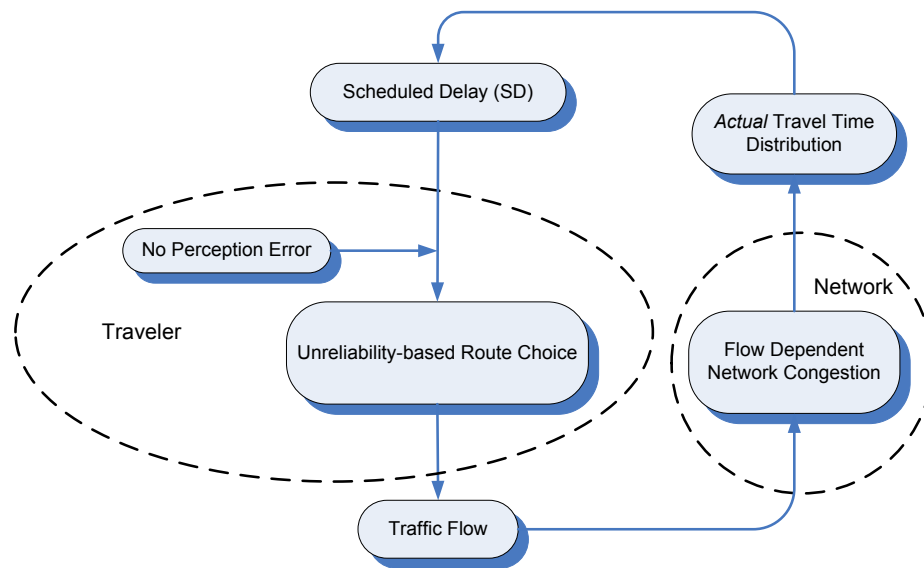 Scheduled Delay (SD)
Actual Travel Time
Distribution
No Perception Error
Network
Traveler
Unreliability-based Route Choice
Flow Dependent
Network Congestion
Traffic Flow